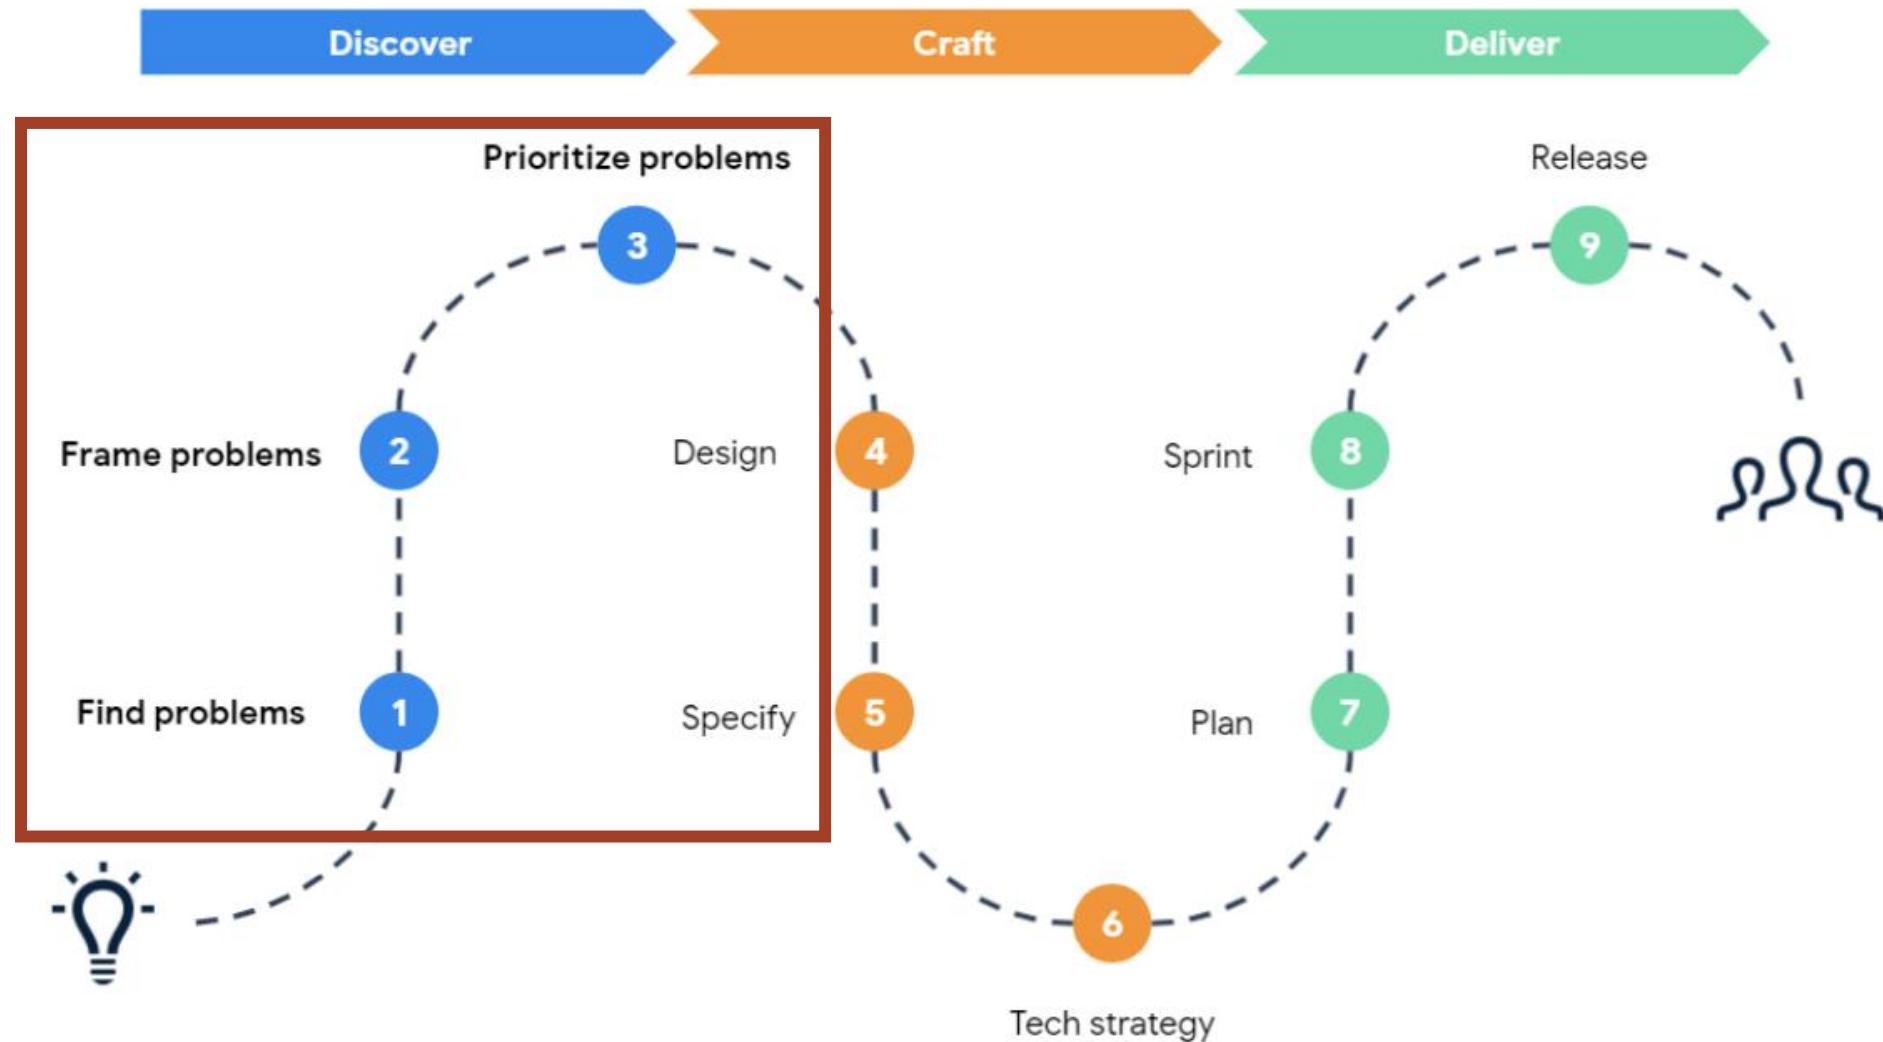 Discover
Craft
Deliver
Prioritize problems
3
Frame problems
2
Find problems
1
Design
4
Specify
5
6
Tech strategy
Plan
7
Sprint
8
Release
9